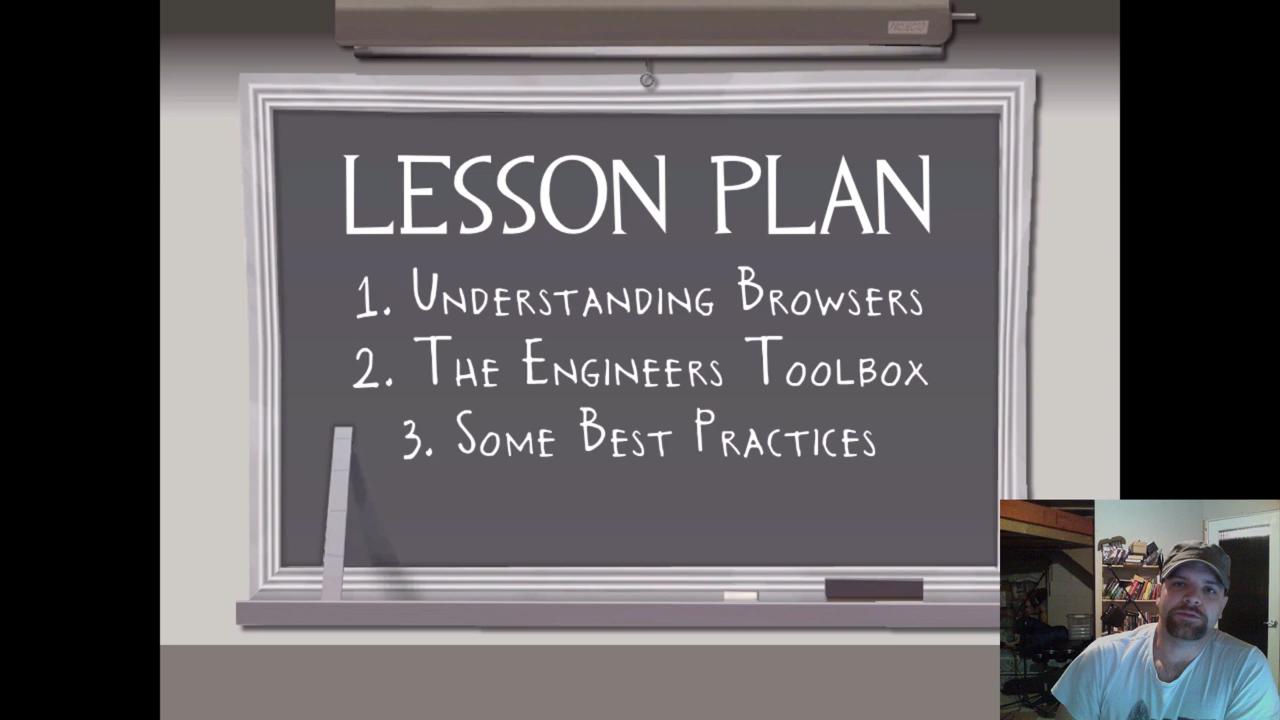 LESSON PLAN
1. UNDERSTANDING BROWSERS
2. THE ENGINEERS TOOLBOX
3. SOME BEST PRACTICES